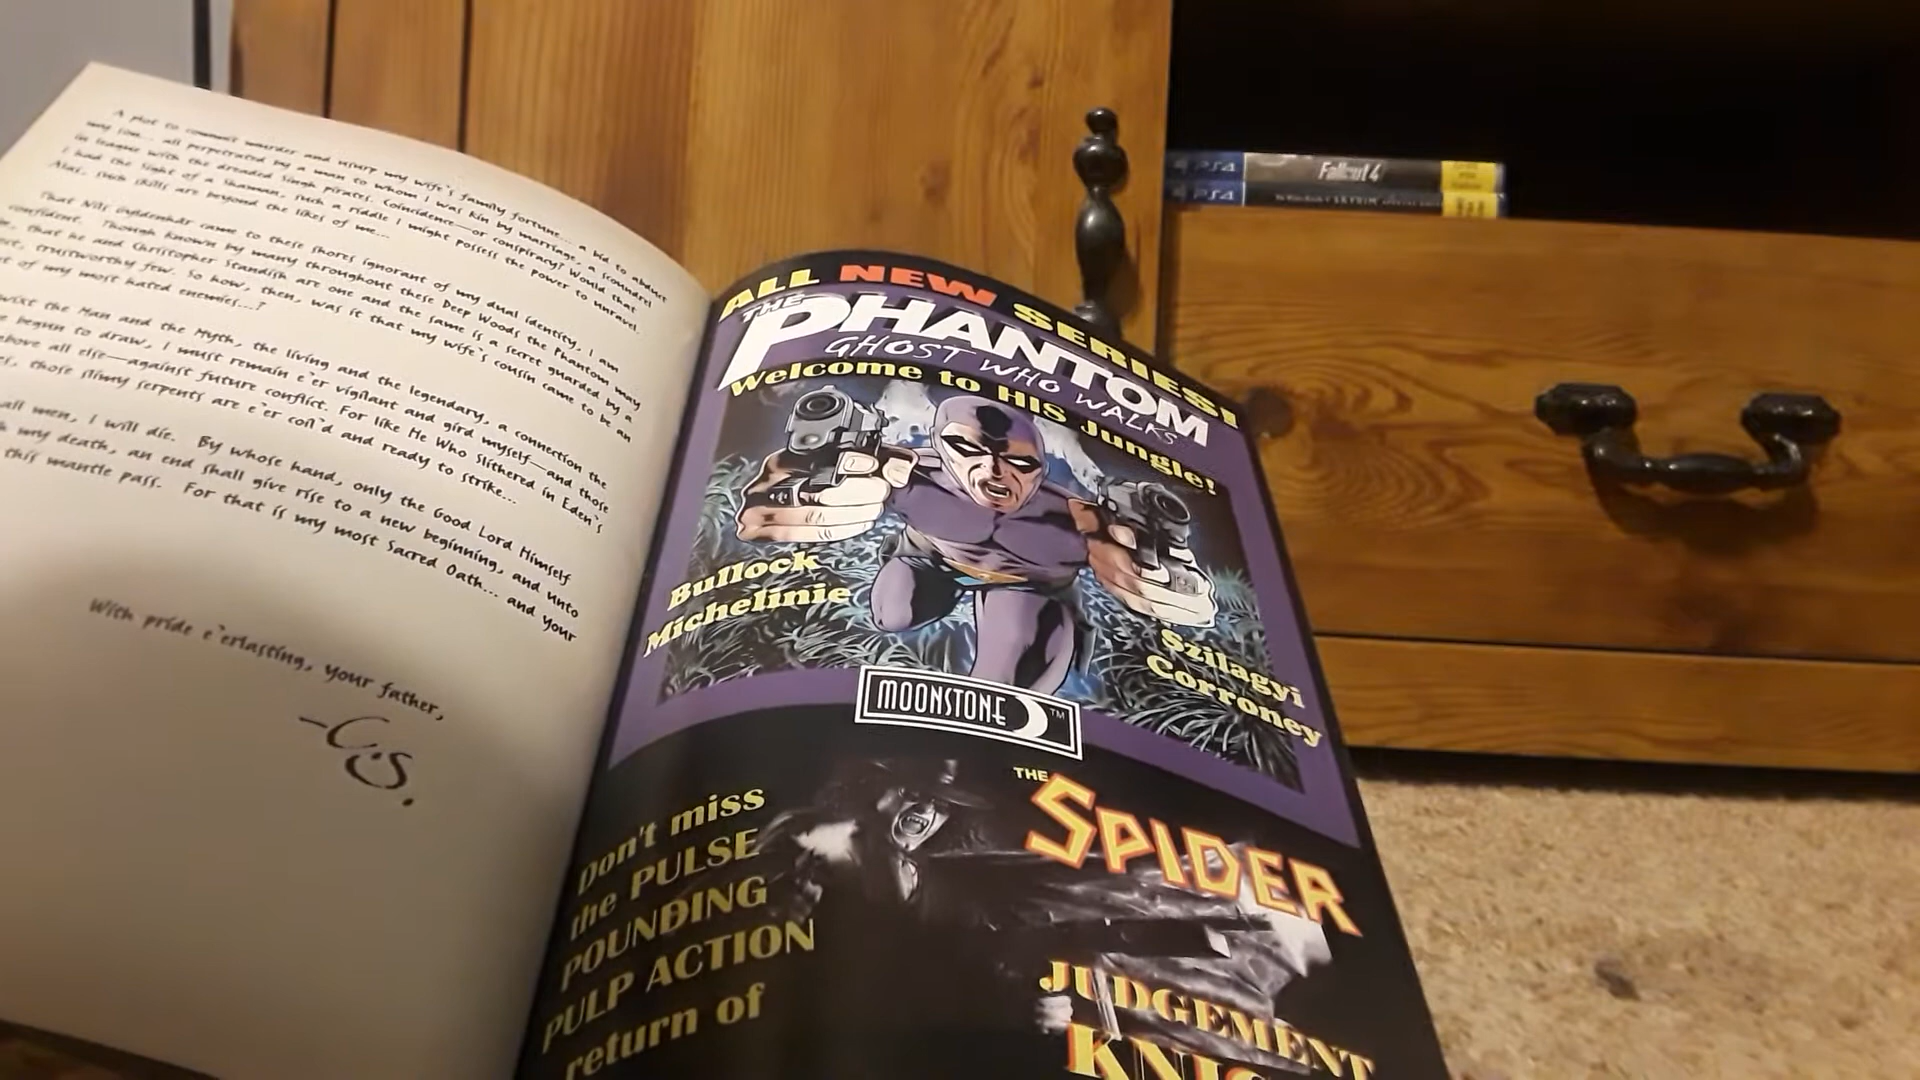 A plot to commit murder and usurp my wife's family fortune... a bid to abduct
my son... all perpetrated by a man to whom I was kin by marriage, a scoundrel
in league with the dreaded Singh pirates. Coincidence—or conspiracy? Would that
I had the Sight of a Shaman, such a riddle I might possess the power to unravel.
Alas, such skills are beyond the likes of me...
That Nils Gyldenhår came to these shores ignorant of my dual identity, I am
confident. Though known by many throughout these Deep Woods the Phantom may
be, that he and Christopher Standish are one and the same is a secret guarded by a
trustworthy few. So how, then, was it that my wife's cousin came to be an
of my most hated enemies...?
the Man and the Myth, the living and the legendary, a connection the
begun to draw, I must remain e'er vigilant and gird myself—and those
above all else—against future conflict. For like He Who Slithered in Eden's
those slimy serpents are e'er coil'd and ready to strike...
all men, I will die. By whose hand, only the Good Lord Himself
my death, an end shall give rise to a new beginning, and unto
this mantle pass. For that is my most Sacred Oath... and your
With pride e'erlasting, your father,
-C.S.
ALL NEW SERIES!
THE PHANTOM
GHOST WHO WALKS
Welcome to HIS Jungle!
Bullock
Michelinie
Szilagyi
Corroney
MOONSTONE TM
Don't miss
the PULSE
POUNDING
PULP ACTION
return of
THE SPIDER
JUDGEMENT
PS4 Fallout 4
PS4 SKYRIM